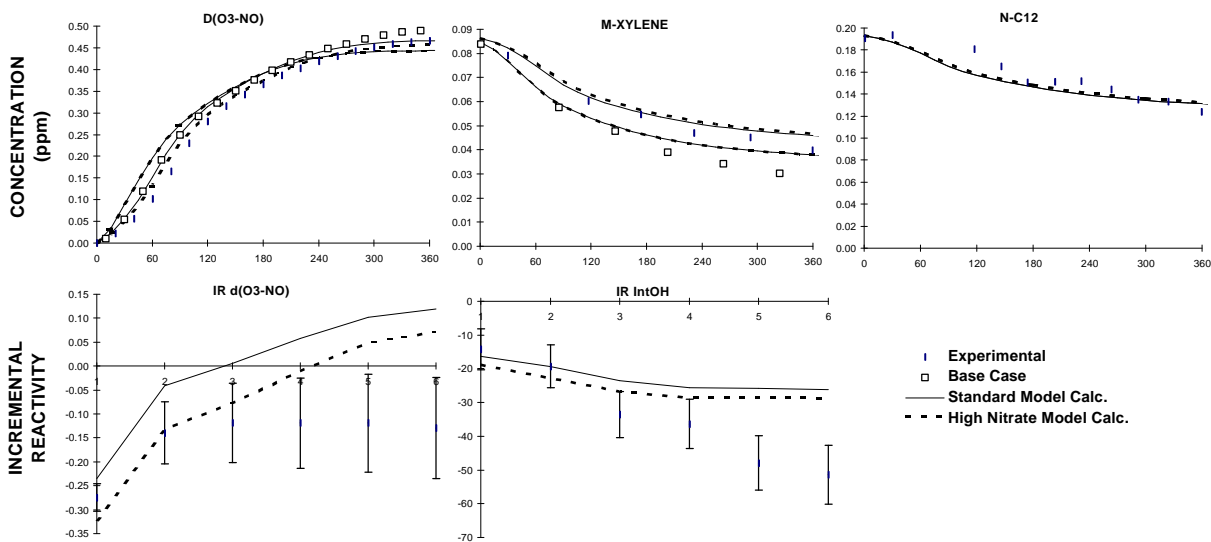 CONCENTRATION
(ppm)
D(O3-NO)
0.50
0.45
0.40
0.35
0.30
0.25
0.20
0.15
0.10
0.05
0.00
0 60 120 180 240 300 360
M-XYLENE
0.09
0.08
0.07
0.06
0.05
0.04
0.03
0.02
0.01
0.00
0 60 120 180 240 300 360
N-C12
0.20
0.18
0.16
0.14
0.12
0.10
0.08
0.06
0.04
0.02
0.00
0 60 120 180 240 300 360
INCREMENTAL
REACTIVITY
IR d(O3-NO)
0.15
0.10
0.05
0.00
-0.05
-0.10
-0.15
-0.20
-0.25
-0.30
-0.35
1 2 3 4 5 6
IR IntOH
0
-10
-20
-30
-40
-50
-60
-70
1 2 3 4 5 6
Experimental
Base Case
Standard Model Calc.
High Nitrate Model Calc.